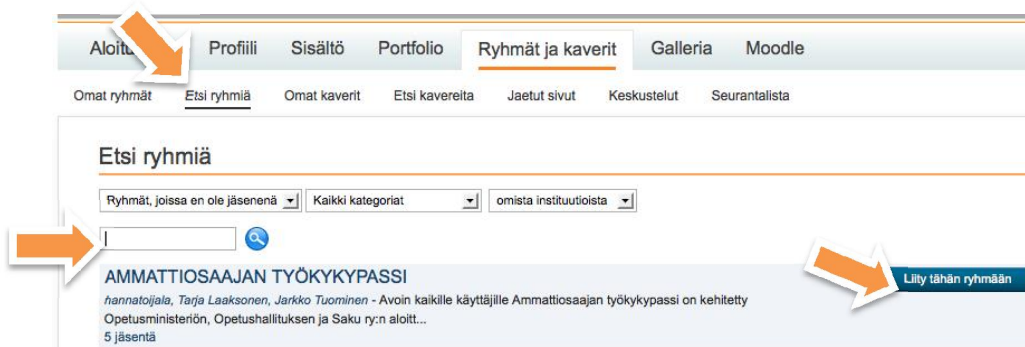 Profiili Sisältö Portfolio Ryhmät ja kaverit Galleria Moodle
Omat ryhmät Etsi ryhmiä Omat kaverit Etsi kavereita Jaetut sivut Keskustelut Seurantalista
Etsi ryhmiä
Ryhmät, joissa en ole jäsenenä Kaikki kategoriat omista instituutioista
AMMATTIOSAAJAN TYÖKYKYPASSI
Liity tähän ryhmään
hannatoijala, Tarja Laaksonen, Jarkko Tuominen - Avoin kaikille käyttäjille Ammattiosaajan työkykypassi on kehitetty
Opetusministeriön, Opetushallituksen ja Saku ry:n aloitt...
5 jäsentä